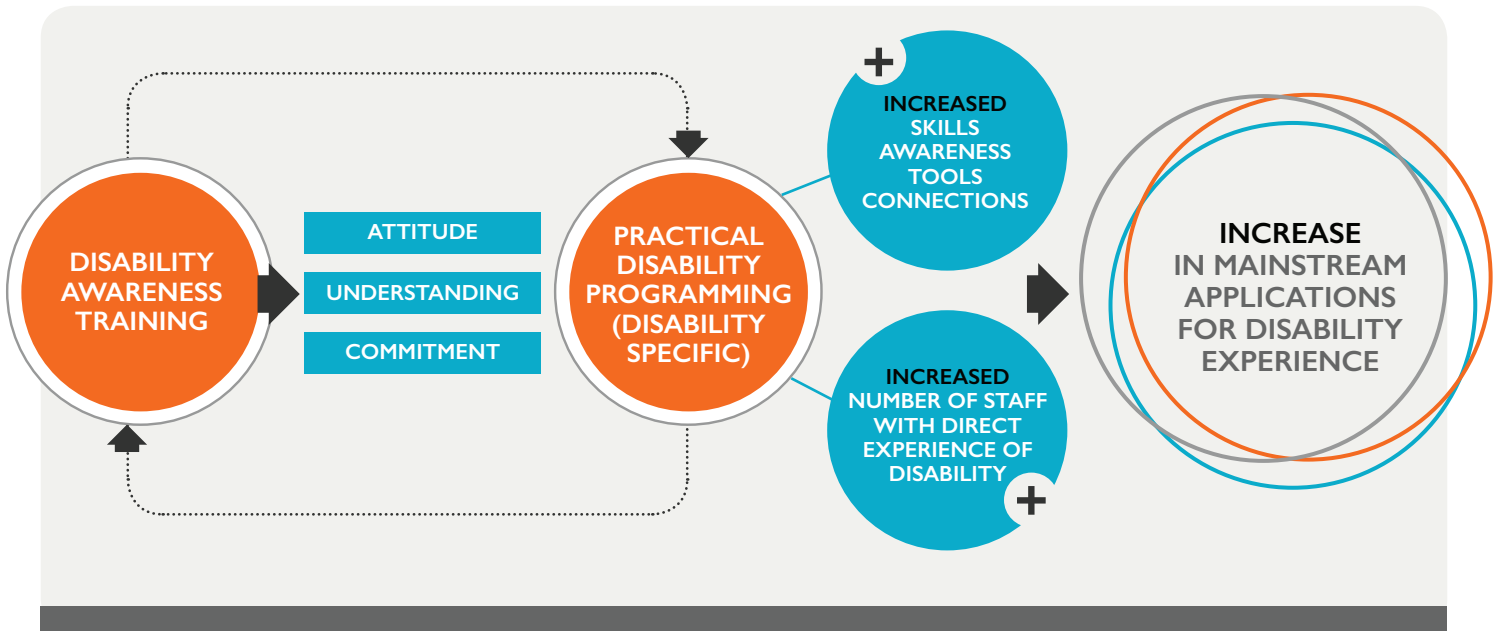 DISABILITY
AWARENESS
TRAINING
ATTITUDE
UNDERSTANDING
COMMITMENT
PRACTICAL
DISABILITY
PROGRAMMING
(DISABILITY
SPECIFIC)
+
INCREASED
SKILLS
AWARENESS
TOOLS
CONNECTIONS
INCREASED
NUMBER OF STAFF
WITH DIRECT
EXPERIENCE OF
DISABILITY
+
INCREASE
IN MAINSTREAM
APPLICATIONS
FOR DISABILITY
EXPERIENCE